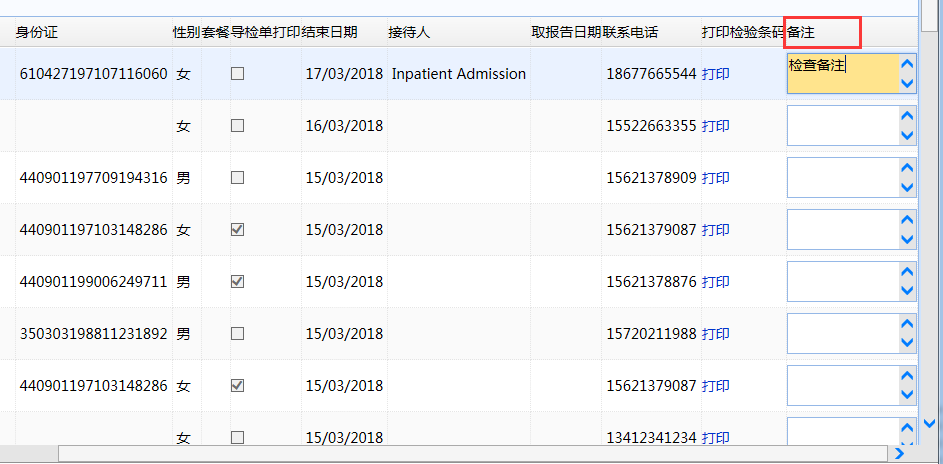 身份证 性别 套餐 导检单打印 结束日期 接待人 取报告日期 联系电话 打印检验条码 备注
610427197107116060 女 17/03/2018 Inpatient Admission 18677665544 打印 检查备注
女 16/03/2018 15522663355 打印
440901197709194316 男 15/03/2018 15621378909 打印
440901197103148286 女 15/03/2018 15621379087 打印
440901199006249711 男 15/03/2018 15621378876 打印
350303198811231892 男 15/03/2018 15720211988 打印
440901197103148286 女 15/03/2018 15621379087 打印
女 15/03/2018 13412341234 打印